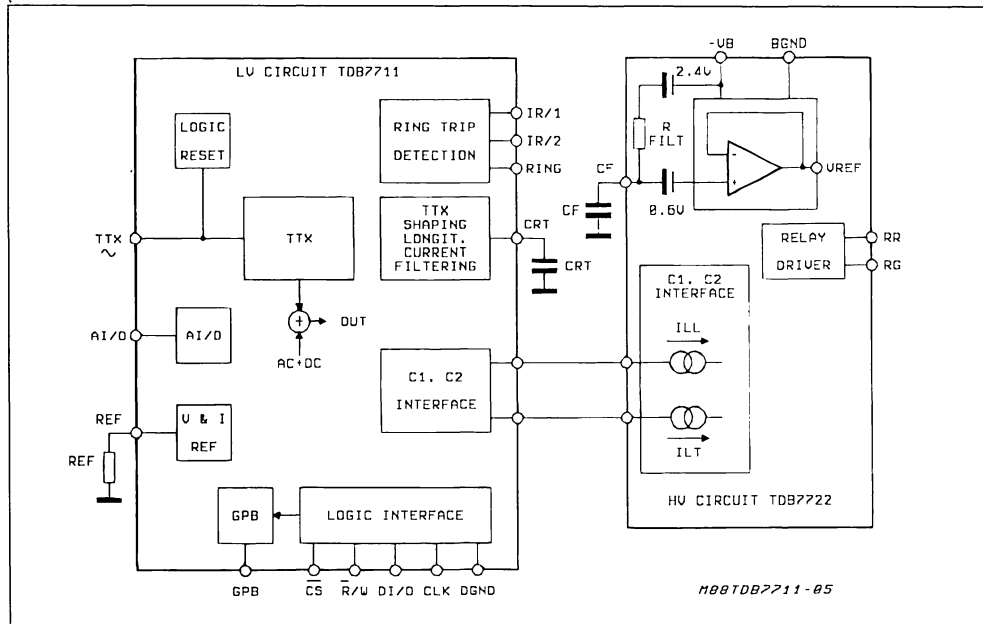 LV CIRCUIT TDB7711
LOGIC
RESET
RING TRIP
DETECTION
IR/1
IR/2
RING
TTX
∼
TTX
TTX
SHAPING
LONGIT.
CURRENT
FILTERING
CRT
CRT
+
OUT
AC+DC
AI/O
AI/O
C1. C2
INTERFACE
REF
REF
V & I
REF
GPB
LOGIC INTERFACE
GPB
C̅S̅
R̅/W
DI/O
CLK
DGND
-VB
BGND
2.4V
R
FILT
CF
CF
0.6V
-
+
VREF
RELAY
DRIVER
RR
RG
C1. C2
INTERFACE
ILL
ILT
HV CIRCUIT TDB7722
M88TDB7711-05